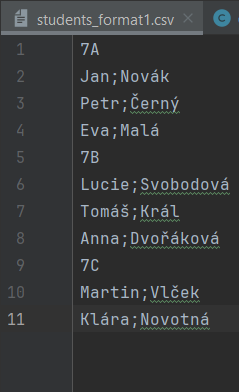 students_format1.csv
1 7A
2 Jan;Novák
3 Petr;Černý
4 Eva;Malá
5 7B
6 Lucie;Svobodová
7 Tomáš;Král
8 Anna;Dvořáková
9 7C
10 Martin;Vlček
11 Klára;Novotná